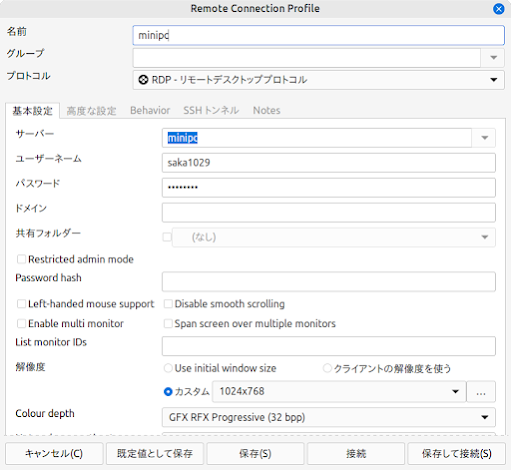 Remote Connection Profile
名前
minipc
グループ
プロトコル
RDP - リモートデスクトッププロトコル
基本設定 高度な設定 Behavior SSH トンネル Notes
サーバー
minipc
ユーザーネーム
saka1029
パスワード
••••••••
ドメイン
共有フォルダー
(なし)
Restricted admin mode
Password hash
Left-handed mouse support Disable smooth scrolling
Enable multi monitor Span screen over multiple monitors
List monitor IDs
解像度
Use initial window size クライアントの解像度を使う
カスタム 1024x768 ...
Colour depth
GFX RFX Progressive (32 bpp)
キャンセル(C) 既定値として保存 保存(S) 接続 保存して接続(S)